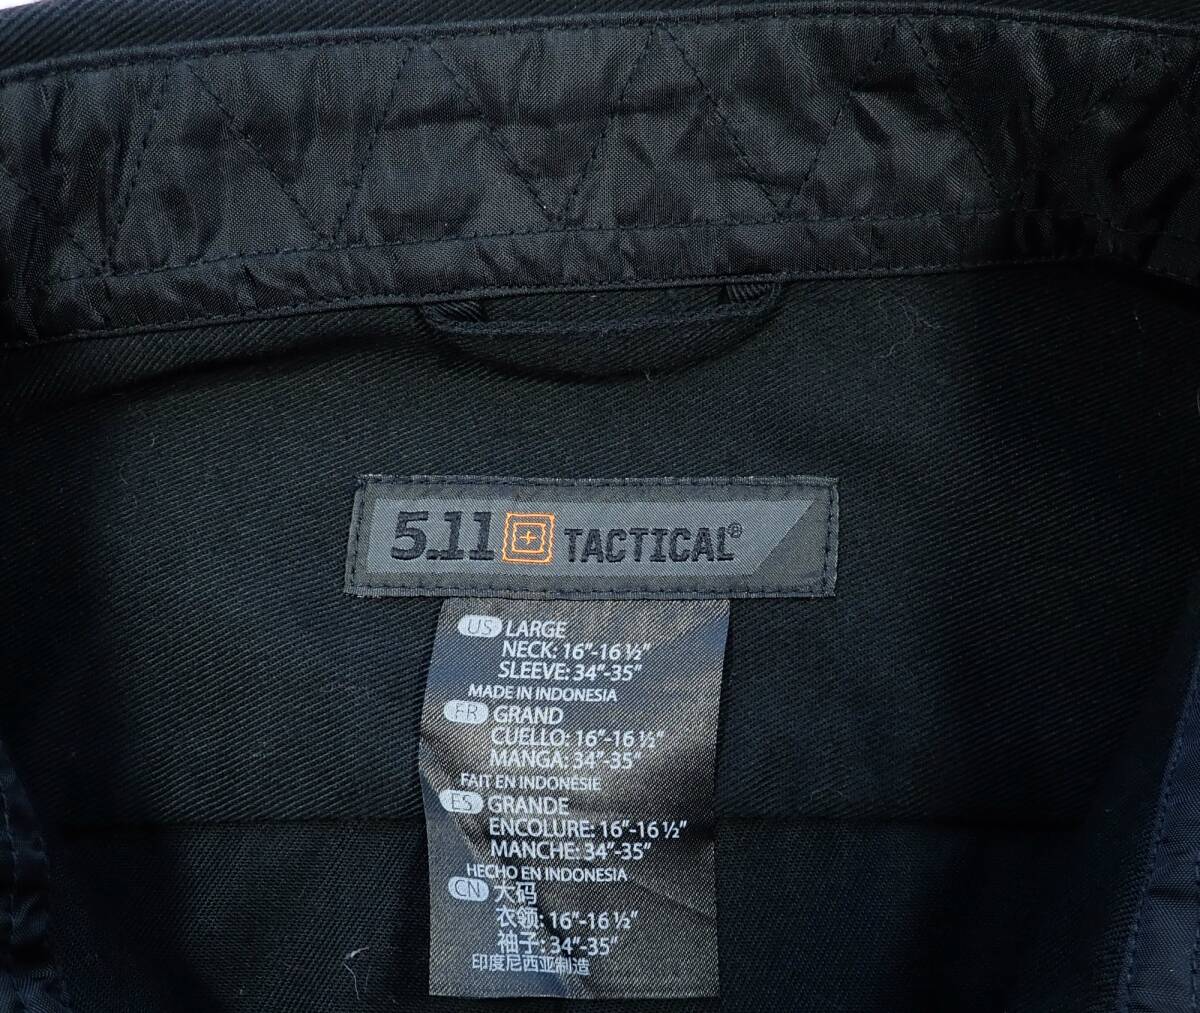 5.11 TACTICAL®
US LARGE
NECK: 16"-16 ½"
SLEEVE: 34"-35"
MADE IN INDONESIA
FR GRAND
CUELLO: 16"-16 ½"
MANGA: 34"-35"
FAIT EN INDONÉSIE
ES GRANDE
ENCOLURE: 16"-16 ½"
MANCHE: 34"-35"
HECHO EN INDONESIA
CN 大码
衣领: 16"-16 ½"
袖子: 34"-35"
印度尼西亚制造